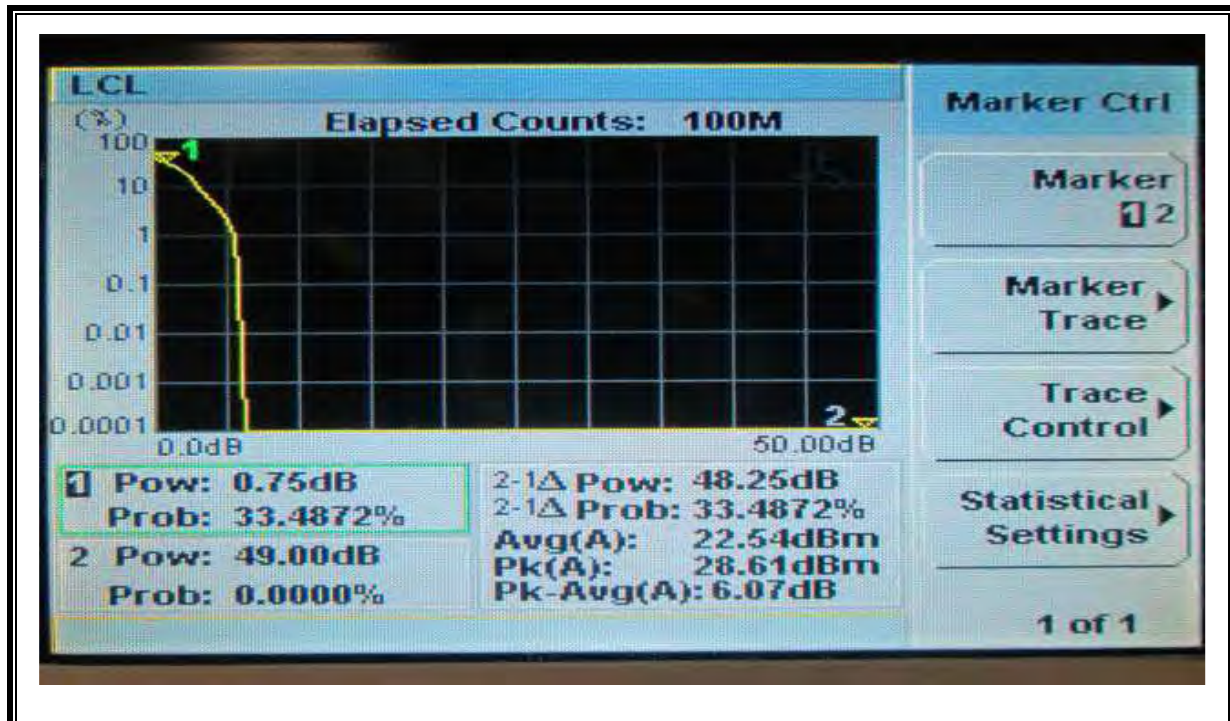 LCL
(%)
Elapsed Counts: 100M
100
10
1
0.1
0.01
0.001
0.0001
1
2
0.0dB
50.00dB
1 Pow: 0.75dB
Prob: 33.4872%
2 Pow: 49.00dB
Prob: 0.0000%
2-1Δ Pow: 48.25dB
2-1Δ Prob: 33.4872%
Avg(A): 22.54dBm
Pk(A): 28.61dBm
Pk-Avg(A): 6.07dB
Marker Ctrl
Marker
1 2
Marker
Trace
Trace
Control
Statistical
Settings
1 of 1